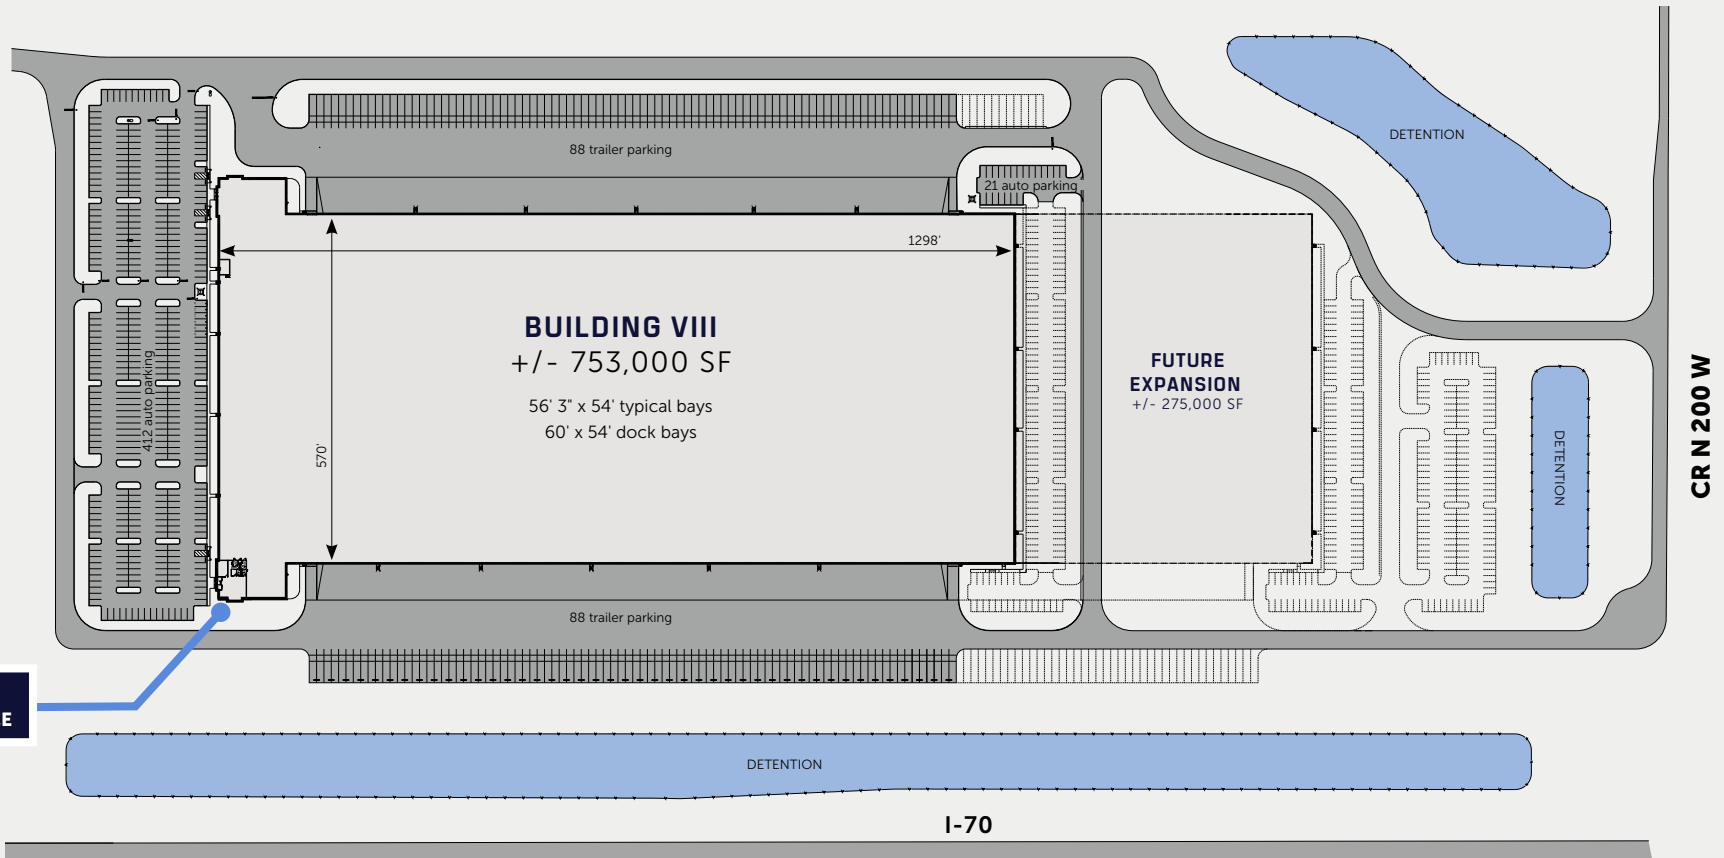 DETENTION
88 trailer parking
21 auto parking
1298'
BUILDING VIII
+/- 753,000 SF
56' 3" x 54' typical bays
60' x 54' dock bays
570'
412 auto parking
FUTURE
EXPANSION
+/- 275,000 SF
DETENTION
CR N 200 W
88 trailer parking
E
DETENTION
I-70